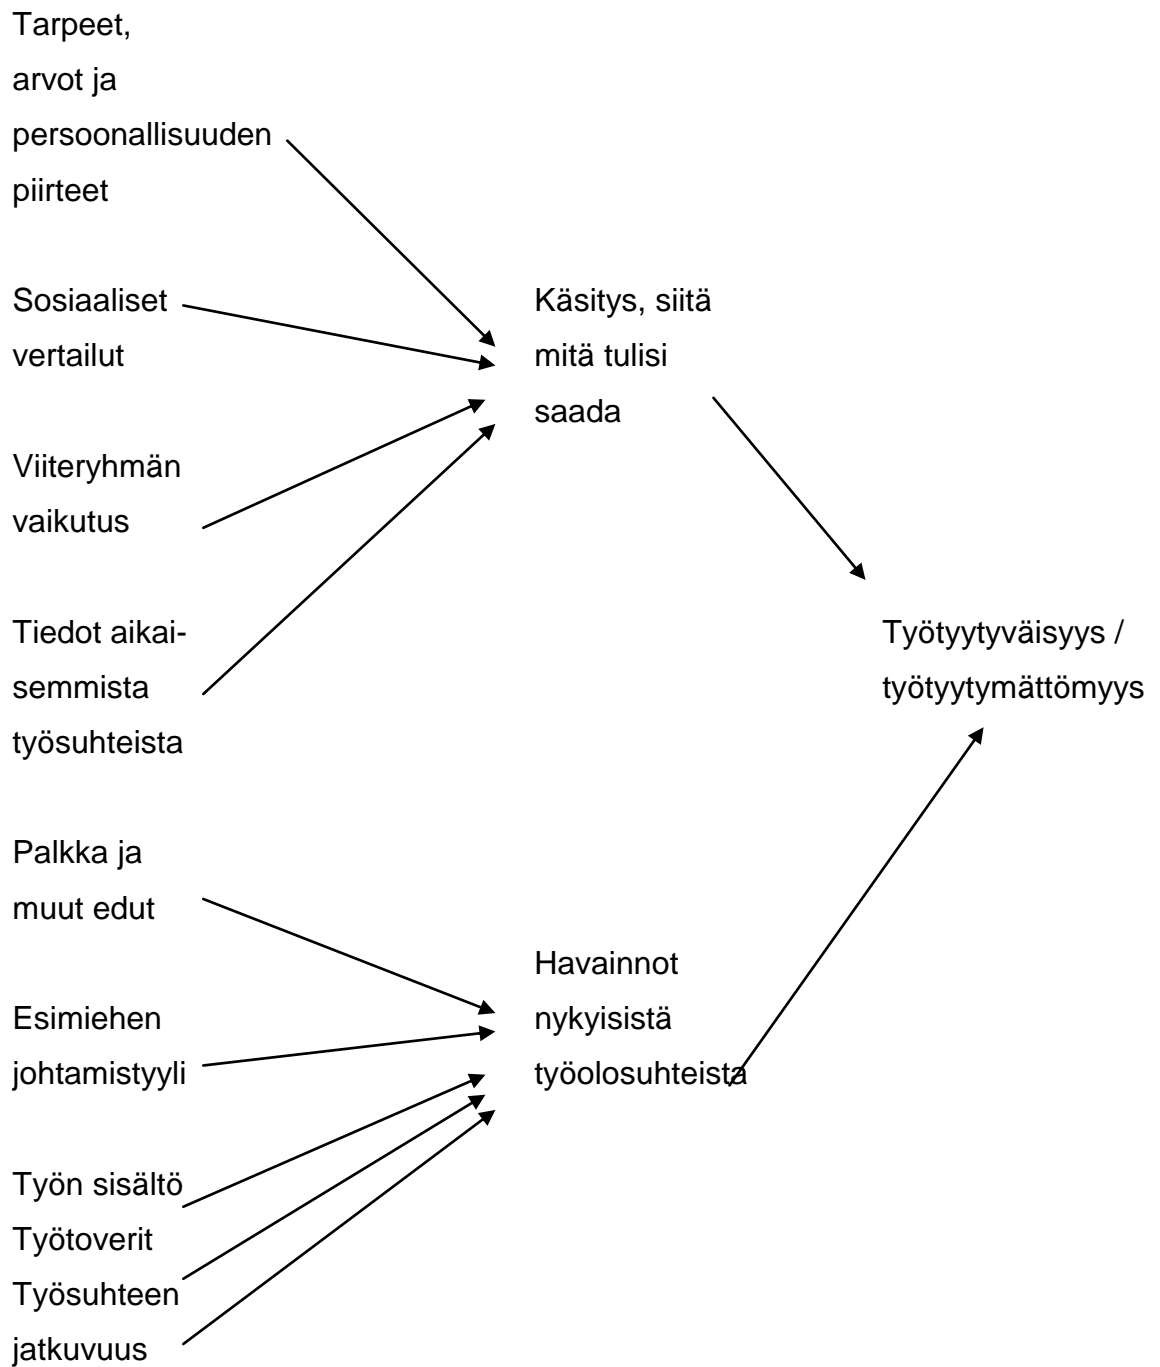 Tarpeet,
arvot ja
persoonallisuuden
piirteet
Sosiaaliset
vertailut
Viiteryhmän
vaikutus
Tiedot aikai-
semmista
työsuhteista
Käsitys, siitä
mitä tulisi
saada
Työtyytyväisyys /
työtyytymättömyys
Palkka ja
muut edut
Esimiehen
johtamistyyli
Työn sisältö
Työtoverit
Työsuhteen
jatkuvuus
Havainnot
nykyisistä
työolosuhteista